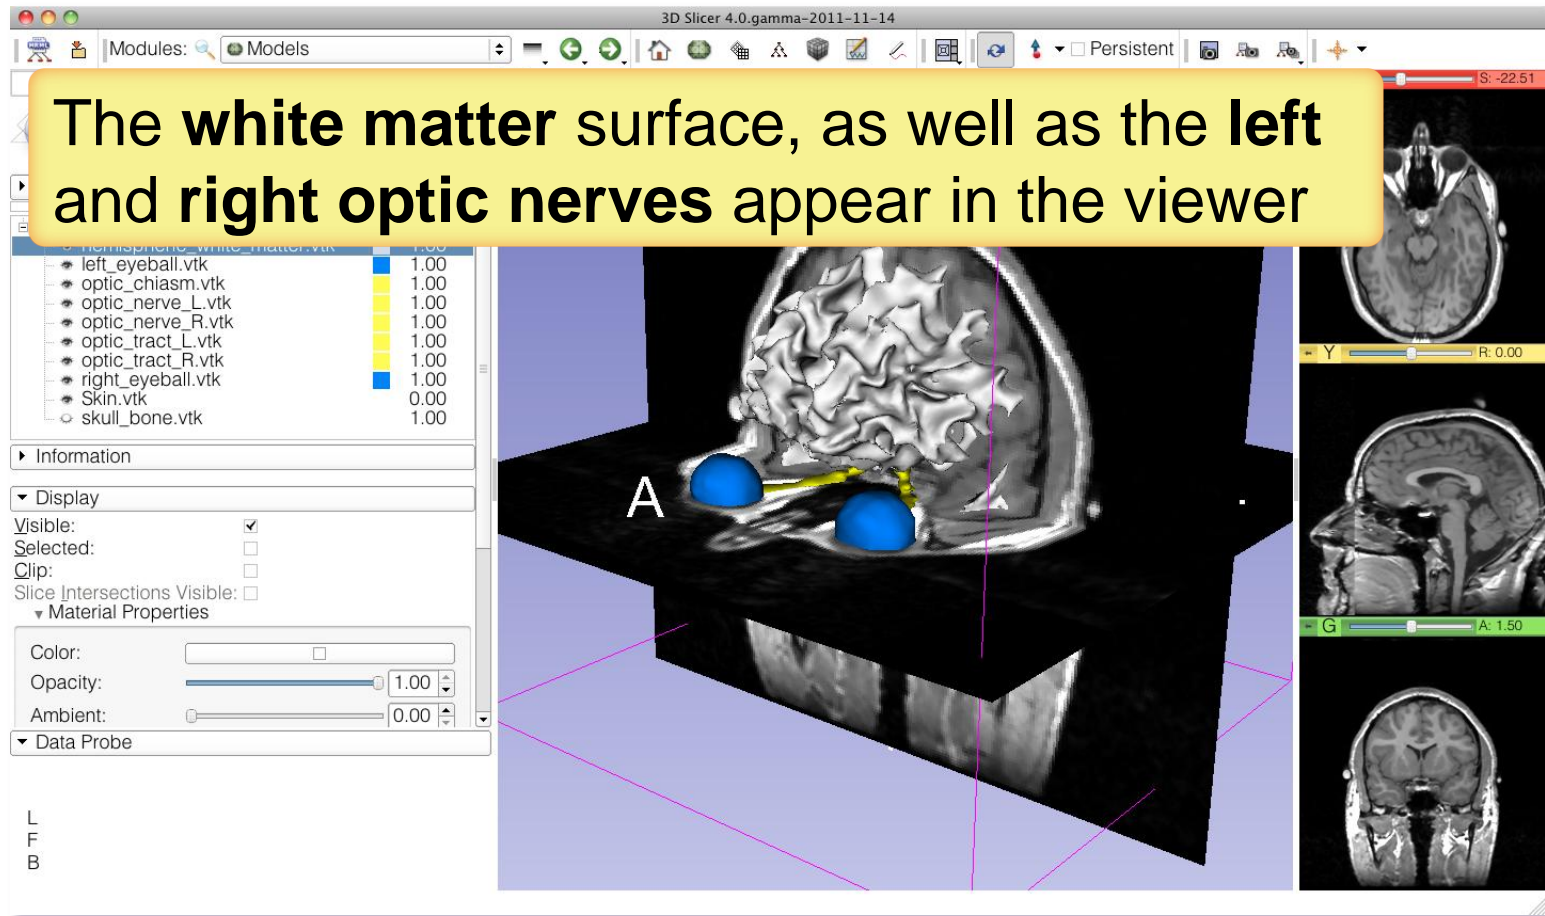 3D Slicer 4.0.gamma-2011-11-14
Modules: Models Persistent
S: -22.51
The white matter surface, as well as the left
and right optic nerves appear in the viewer
hemispheric_white_matter.vtk 1.00
left_eyeball.vtk 1.00
optic_chiasm.vtk 1.00
optic_nerve_L.vtk 1.00
optic_nerve_R.vtk 1.00
optic_tract_L.vtk 1.00
optic_tract_R.vtk 1.00
right_eyeball.vtk 1.00
Skin.vtk 0.00
skull_bone.vtk 1.00
Information
Display
Visible:
Selected:
Clip:
Slice Intersections Visible:
Material Properties
Color:
Opacity: 1.00
Ambient: 0.00
Data Probe
L
F
B
A
Y R: 0.00
G A: 1.50